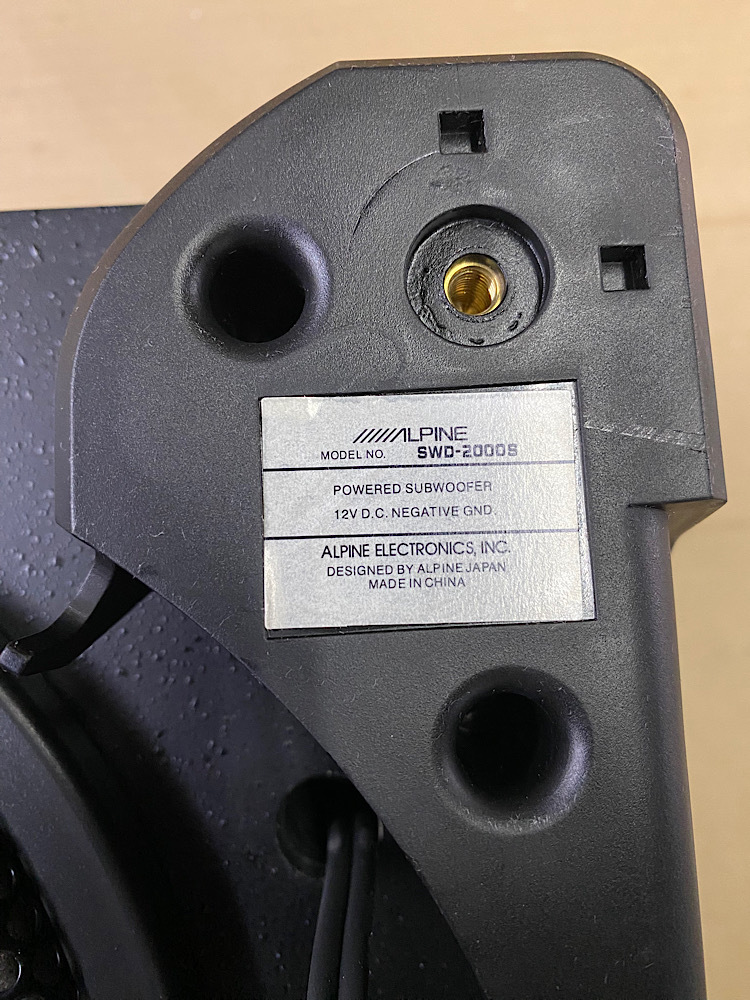 ALPINE
MODEL NO. SWD-2000S
POWERED SUBWOOFER
12V D.C. NEGATIVE GND.
ALPINE ELECTRONICS, INC.
DESIGNED BY ALPINE JAPAN
MADE IN CHINA